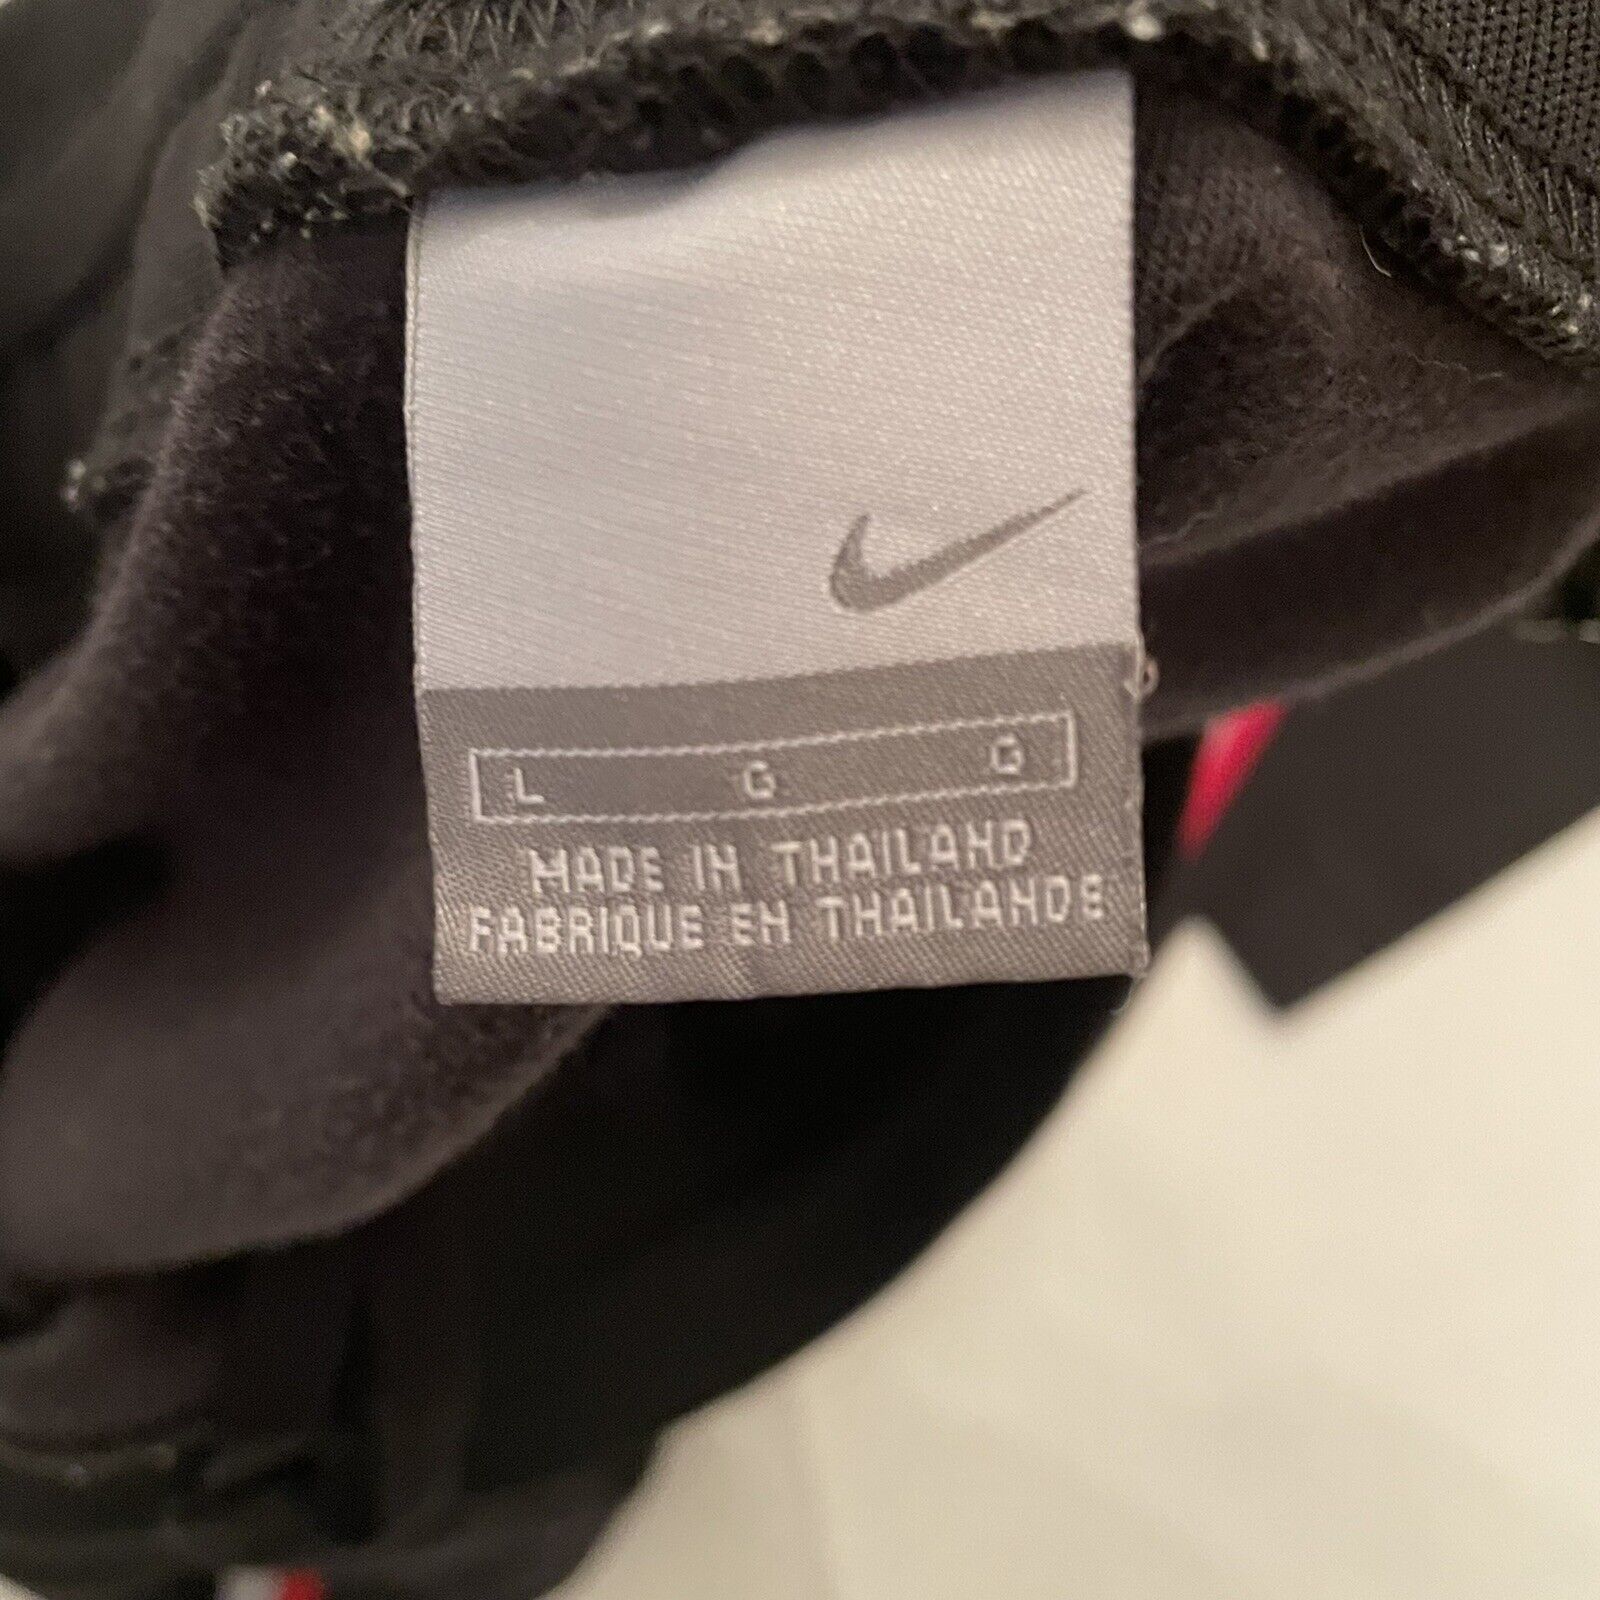 L G G
MADE IN THAILAND
FABRIQUE EN THAILANDE